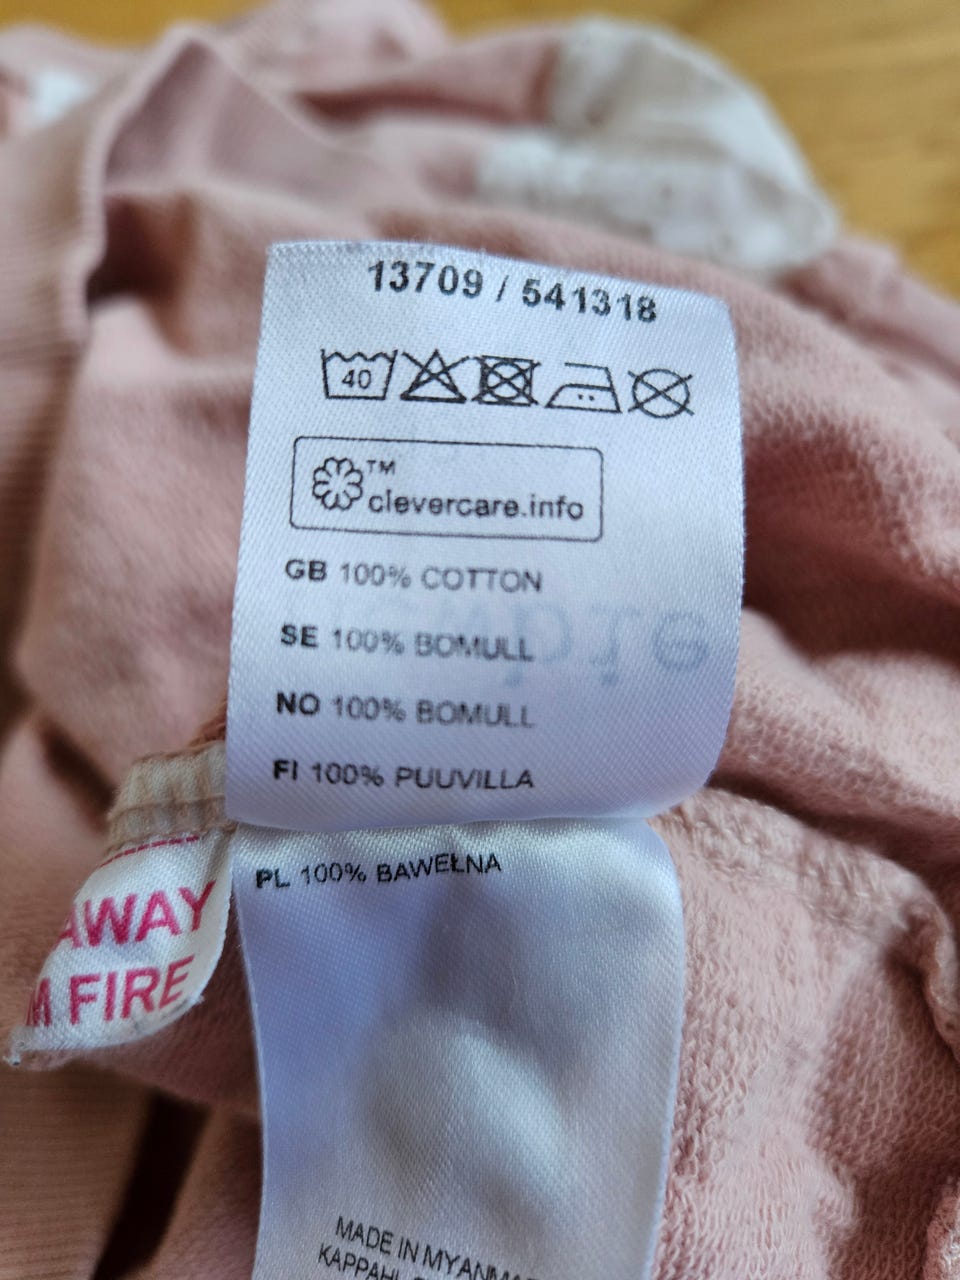 13709 / 541318
40
™
clevercare.info
GB 100% COTTON
SE 100% BOMULL
NO 100% BOMULL
FI 100% PUUVILLA
PL 100% BAWEŁNA
AWAY
M FIRE
MADE IN
KAPPAHL